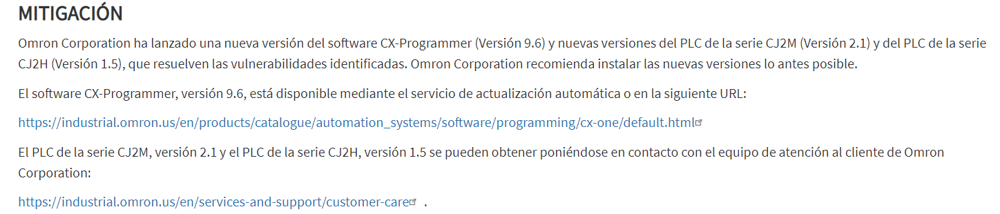 MITIGACIÓN
Omron Corporation ha lanzado una nueva versión del software CX-Programmer (Versión 9.6) y nuevas versiones del PLC de la serie CJ2M (Versión 2.1) y del PLC de la serie
CJ2H (Versión 1.5), que resuelven las vulnerabilidades identificadas. Omron Corporation recomienda instalar las nuevas versiones lo antes posible.
El software CX-Programmer, versión 9.6, está disponible mediante el servicio de actualización automática o en la siguiente URL:
https://industrial.omron.us/en/products/catalogue/automation_systems/software/programming/cx-one/default.html
El PLC de la serie CJ2M, versión 2.1 y el PLC de la serie CJ2H, versión 1.5 se pueden obtener poniéndose en contacto con el equipo de atención al cliente de Omron
Corporation:
https://industrial.omron.us/en/services-and-support/customer-care .